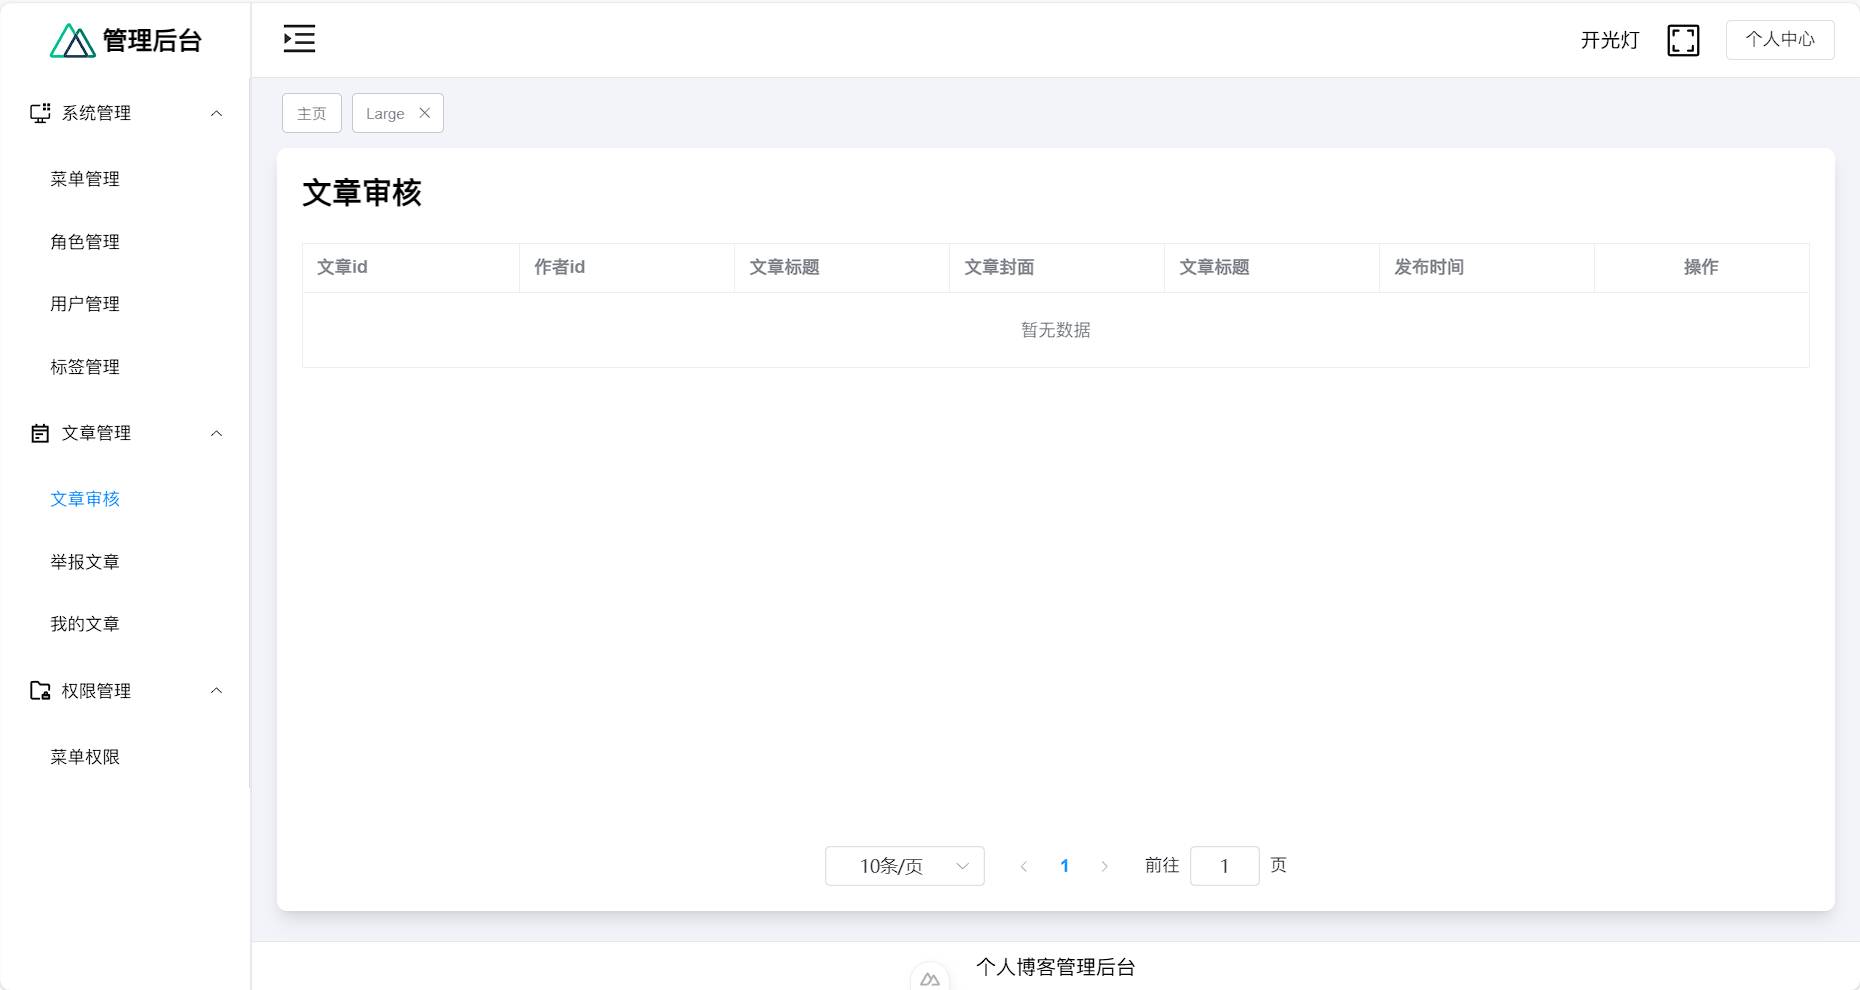 管理后台
开光灯
个人中心
系统管理
菜单管理
角色管理
用户管理
标签管理
文章管理
文章审核
举报文章
我的文章
权限管理
菜单权限
主页
Large
文章审核
文章id 作者id 文章标题 文章封面 文章标题 发布时间 操作
暂无数据
10条/页 1 前往 1 页
个人博客管理后台